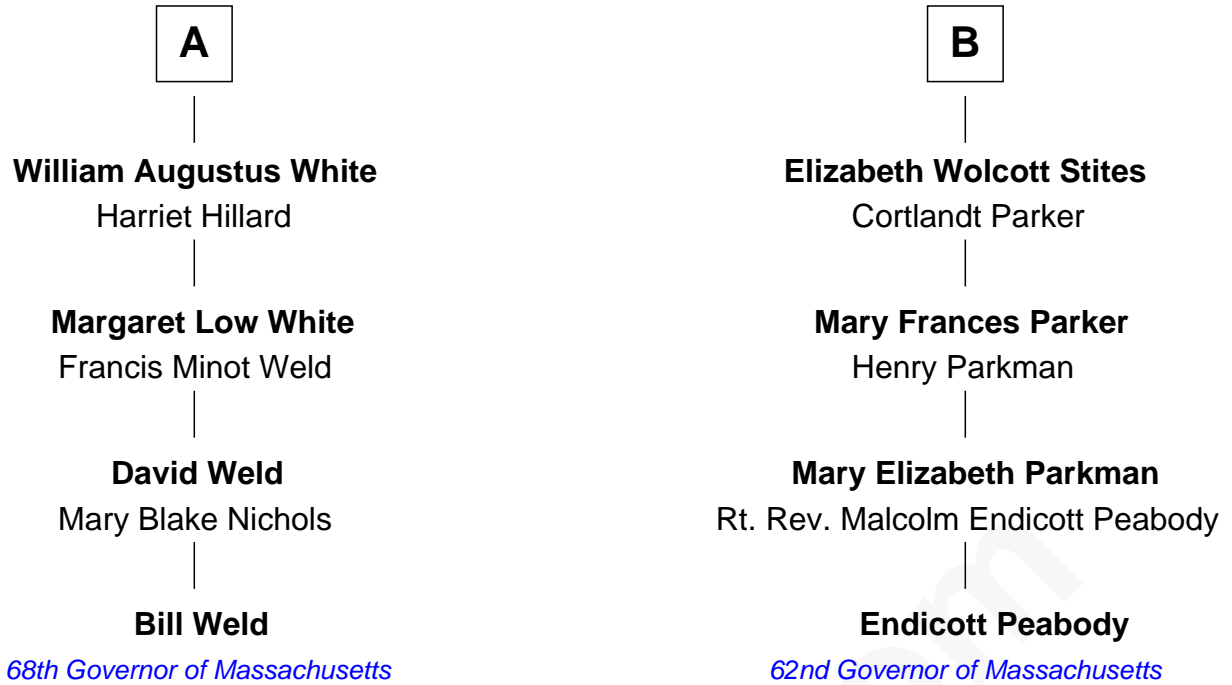 A
William Augustus White
Harriet Hillard
Margaret Low White
Francis Minot Weld
David Weld
Mary Blake Nichols
Bill Weld
68th Governor of Massachusetts
B
Elizabeth Wolcott Stites
Cortlandt Parker
Mary Frances Parker
Henry Parkman
Mary Elizabeth Parkman
Rt. Rev. Malcolm Endicott Peabody
Endicott Peabody
62nd Governor of Massachusetts